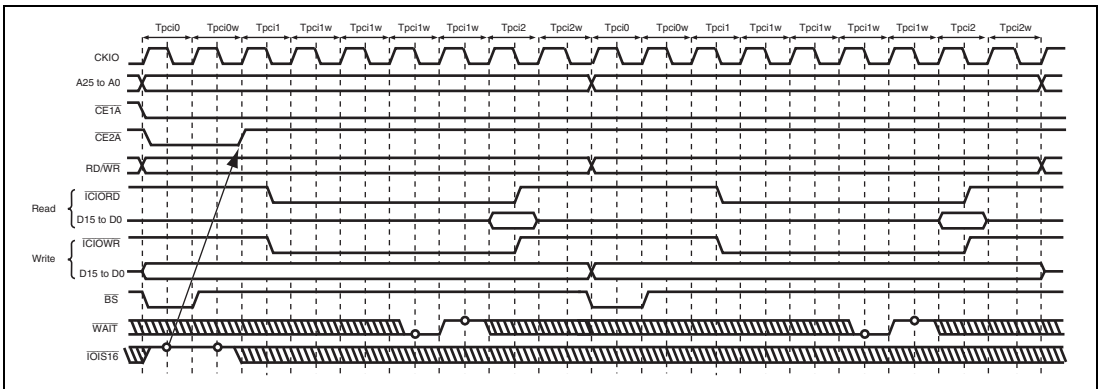 Tpci0 Tpci0w Tpci1 Tpci1w Tpci1w Tpci1w Tpci1w Tpci2 Tpci2w Tpci0 Tpci0w Tpci1 Tpci1w Tpci1w Tpci1w Tpci1w Tpci2 Tpci2w
CKIO
A25 to A0
CE1A
CE2A
RD/WR
ICIORD
Read
D15 to D0
ICIOWR
Write
D15 to D0
BS
WAIT
IOIS16